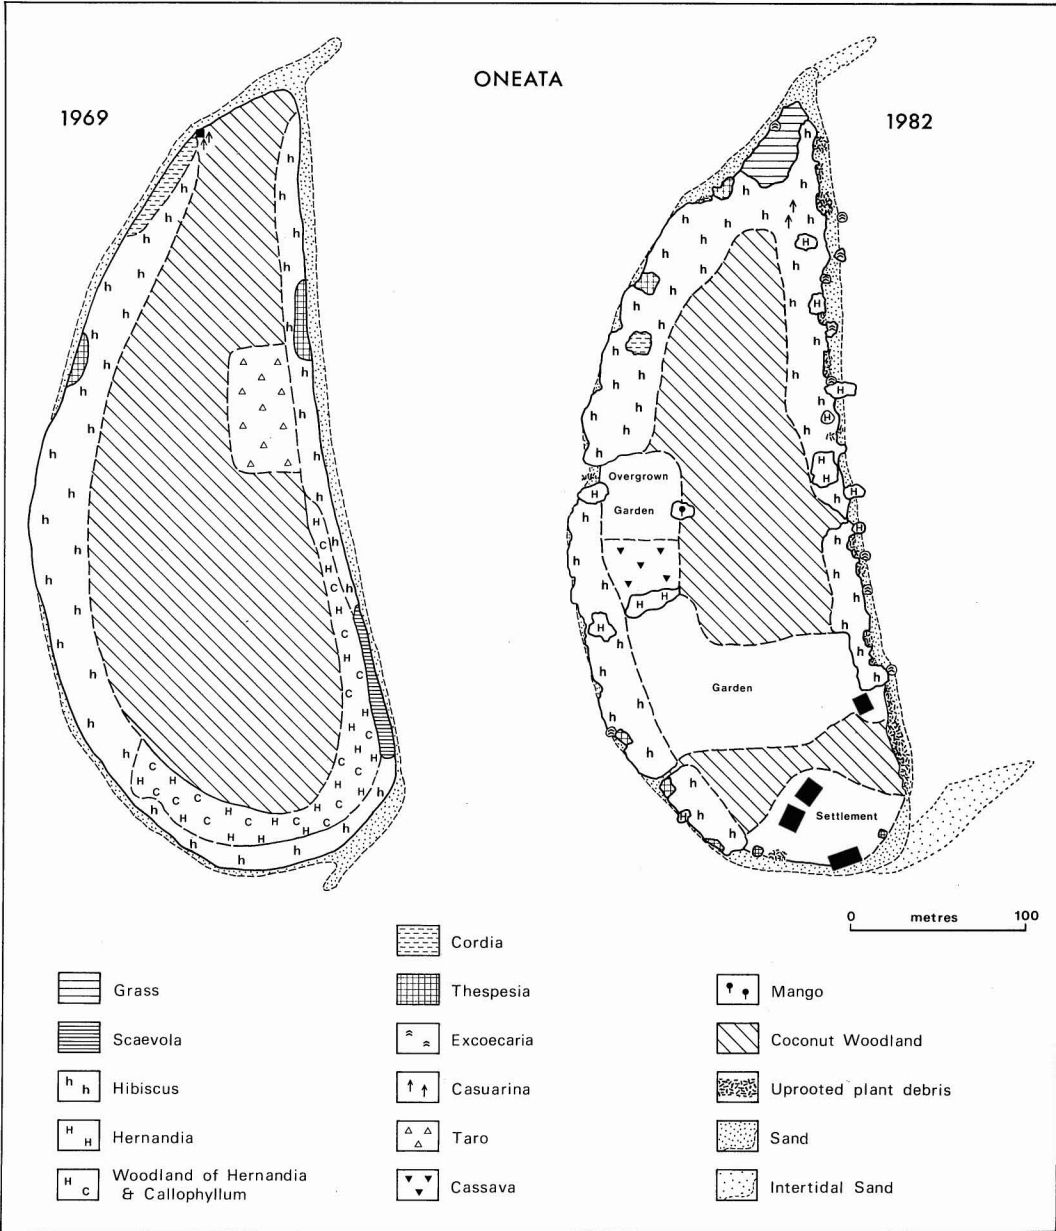 ONEATA
1969
1982
Overgrown
Garden
Garden
Settlement
0 metres 100
Grass
Scaevola
Hibiscus
Hernandia
Woodland of Hernandia
& Callophyllum
Cordia
Thespesia
Excoecaria
Casuarina
Taro
Cassava
Mango
Coconut Woodland
Uprooted plant debris
Sand
Intertidal Sand